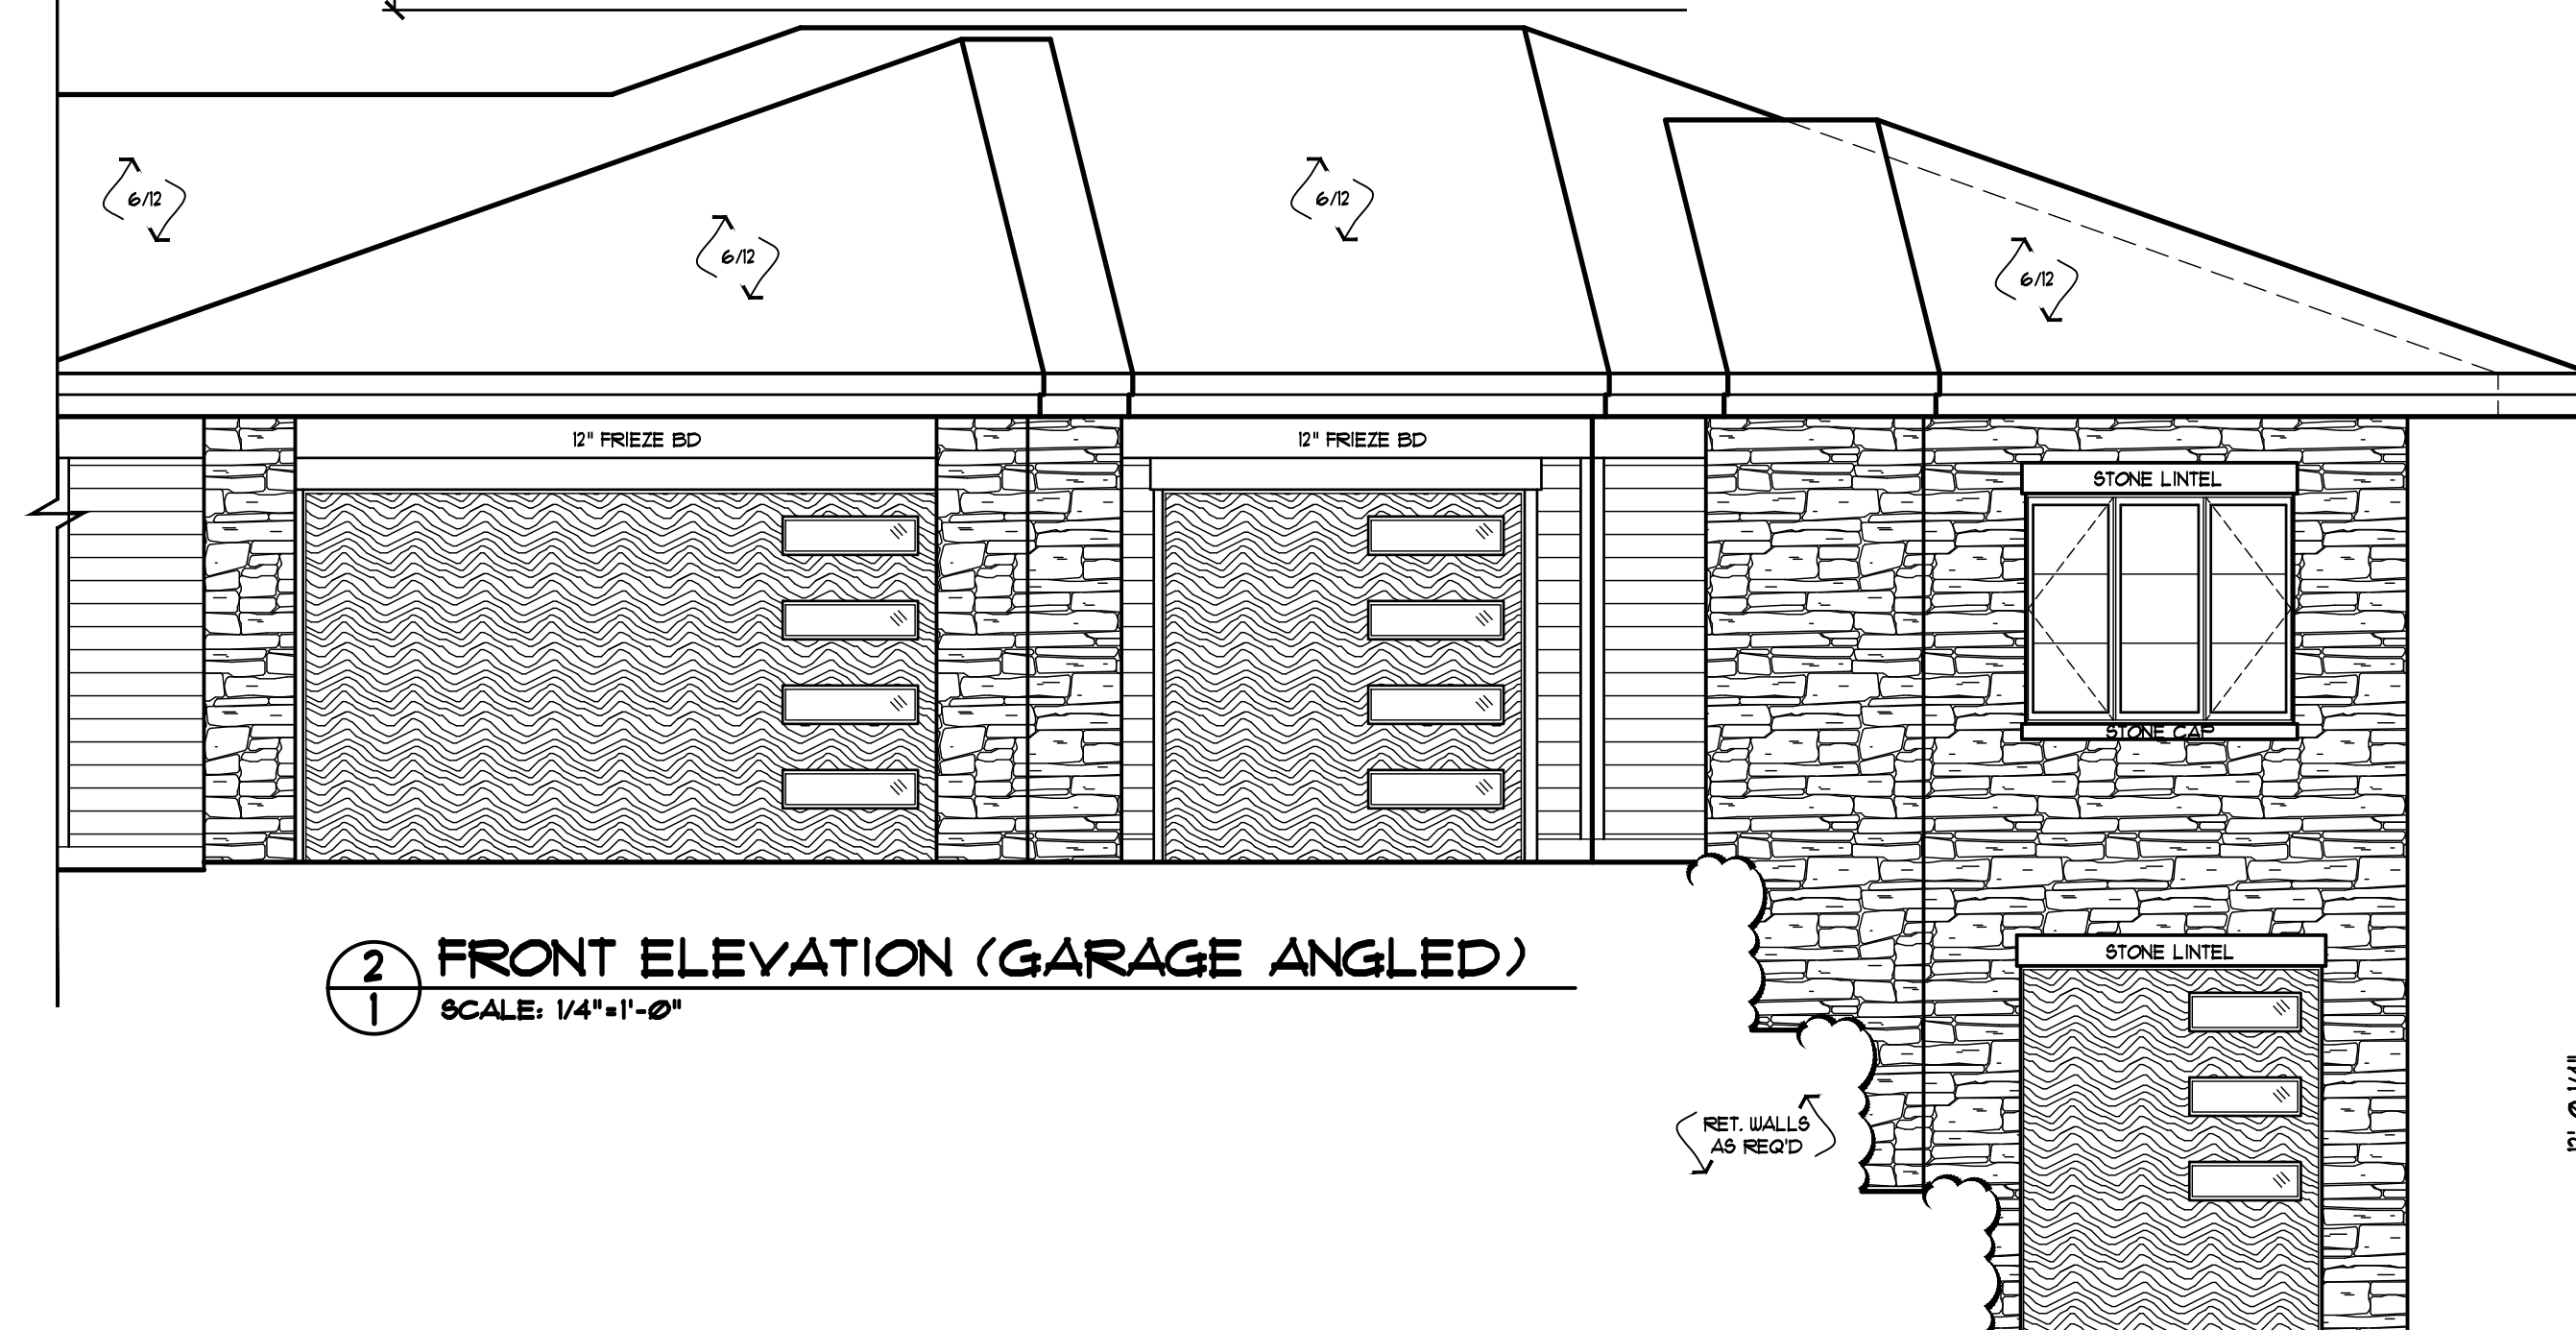 6/12
6/12
6/12
6/12
12" FRIEZE BD
12" FRIEZE BD
STONE LINTEL
STONE CAP
STONE LINTEL
2
1
FRONT ELEVATION (GARAGE ANGLED)
SCALE: 1/4"=1'-0"
RET. WALLS
AS REQ'D